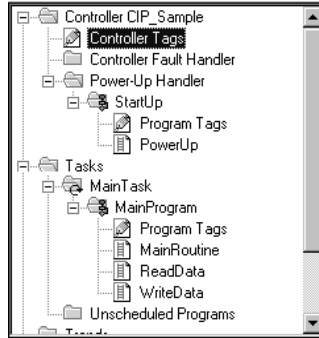 Controller CIP_Sample
Controller Tags
Controller Fault Handler
Power-Up Handler
StartUp
Program Tags
PowerUp
Tasks
MainTask
MainProgram
Program Tags
MainRoutine
ReadData
WriteData
Unscheduled Programs
Trends